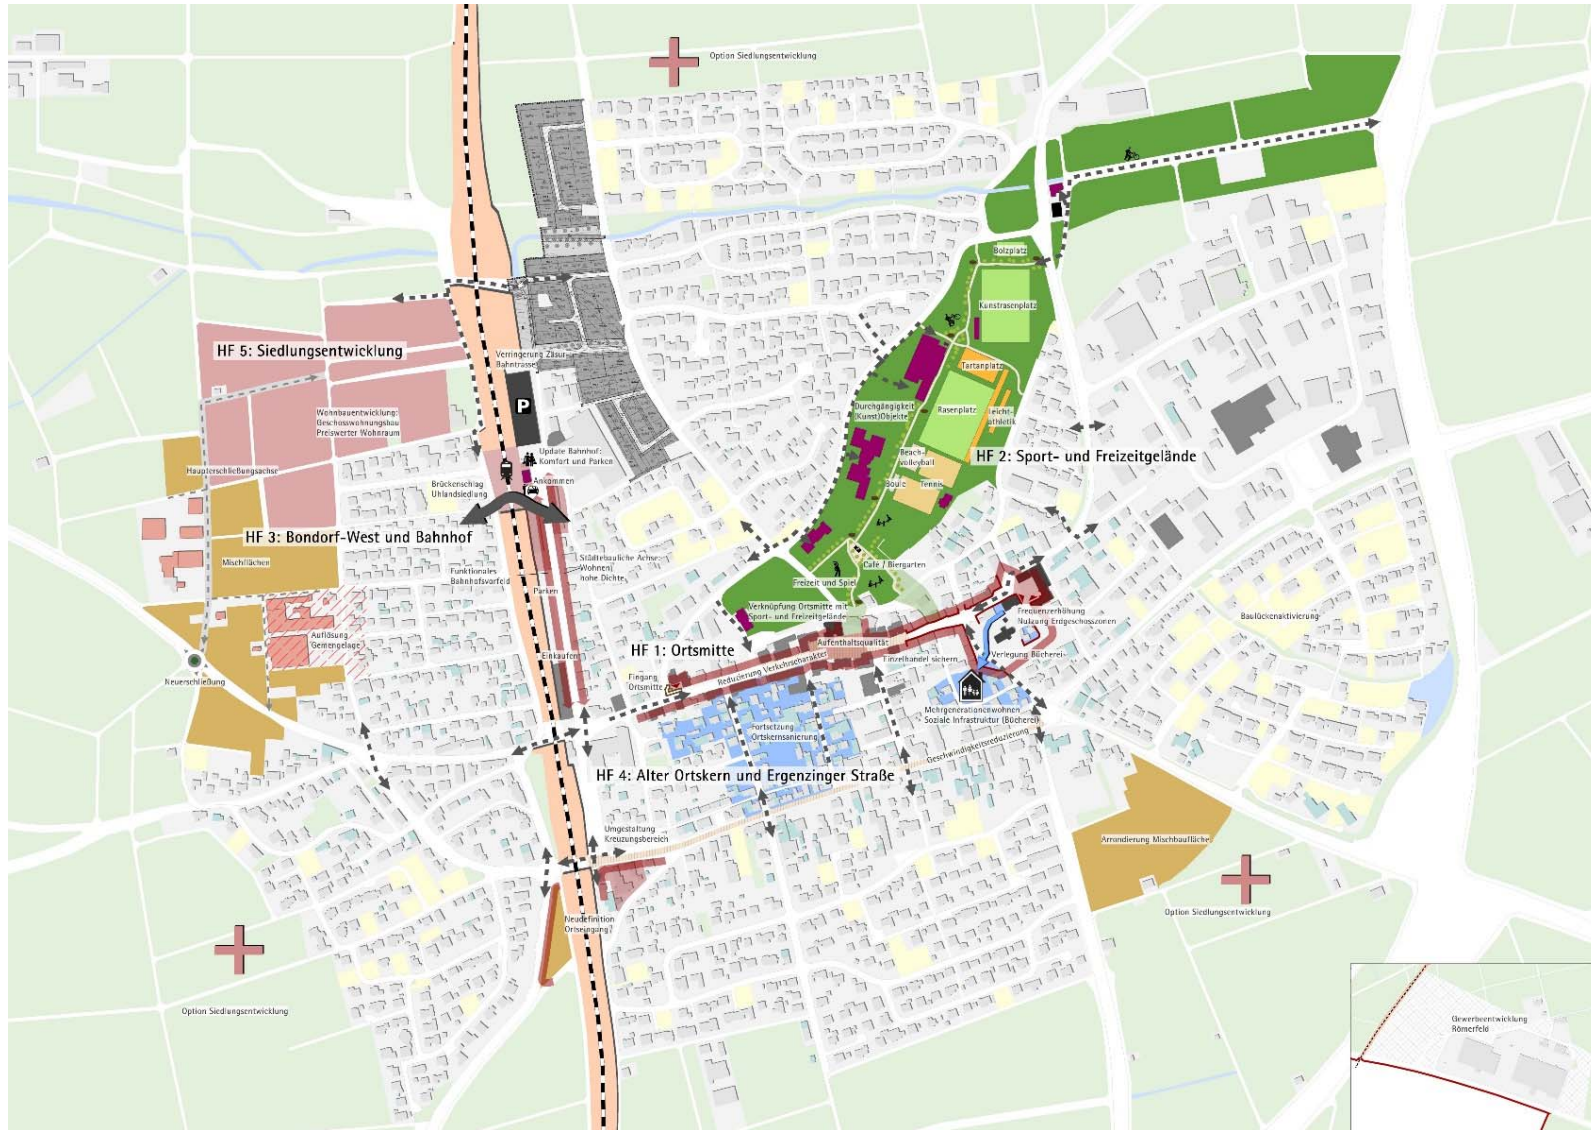 Option Siedlungsentwicklung
Bolzplatz
Kunstrasenplatz
HF 5: Siedlungsentwicklung
Verringerung Zäsur
Bahntrasse
Tartanplatz
P
Wohnbauentwicklung:
Geschosswohnungsbau
Preiswerter Wohnraum
Durchgängigkeit
(Kunst)Objekte
Rasenplatz
Leicht-
athletik
Update Bahnhof:
Komfort und Parken
Beach-
volleyball
HF 2: Sport- und Freizeitgelände
Haupterschließungsachse
Brückenschlag
Uhlandsiedlung
Ankommen
Boule
Tennis
HF 3: Bondorf-West und Bahnhof
Mischflächen
Funktionales
Bahnhofsvorfeld
Städtebauliche Achse
Wohnen
hohe Dichte
Parken
Café / Biergarten
Freizeit und Spiel
Verknüpfung Ortsmitte mit
Sport- und Freizeitgelände
Frequenzerhöhung
Nutzung Erdgeschosszonen
Baulückenaktivierung
Auflösung
Gemengelage
HF 1: Ortsmitte
Aufenthaltsqualität
Einkaufen
Reduzierung Verkehrscharakter
Einzelhandel sichern
Verlegung Bücherei
Neuerschließung
Eingang
Ortsmitte
Mehrgenerationenwohnen
Soziale Infrastruktur (Bücherei)
Fortsetzung
Ortskernsanierung
Geschwindigkeitsreduzierung
HF 4: Alter Ortskern und Ergenzinger Straße
Umgestaltung
Kreuzungsbereich
Arrondierung Mischbaufläche
Option Siedlungsentwicklung
Neudefinition
Ortseingang?
Option Siedlungsentwicklung
Gewerbeentwicklung
Römerfeld